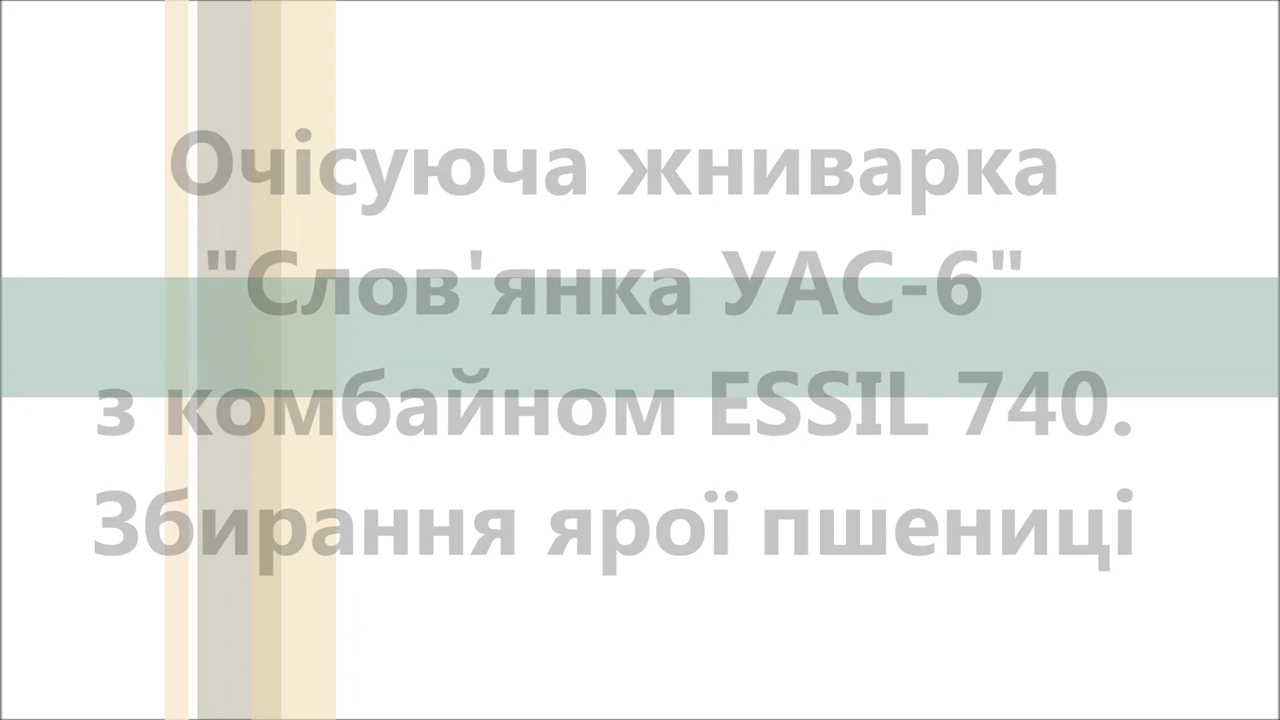 Очісуюча жниварка
"Слов'янка УАС-6"
з комбайном ESSIL 740.
Збирання ярої пшениці